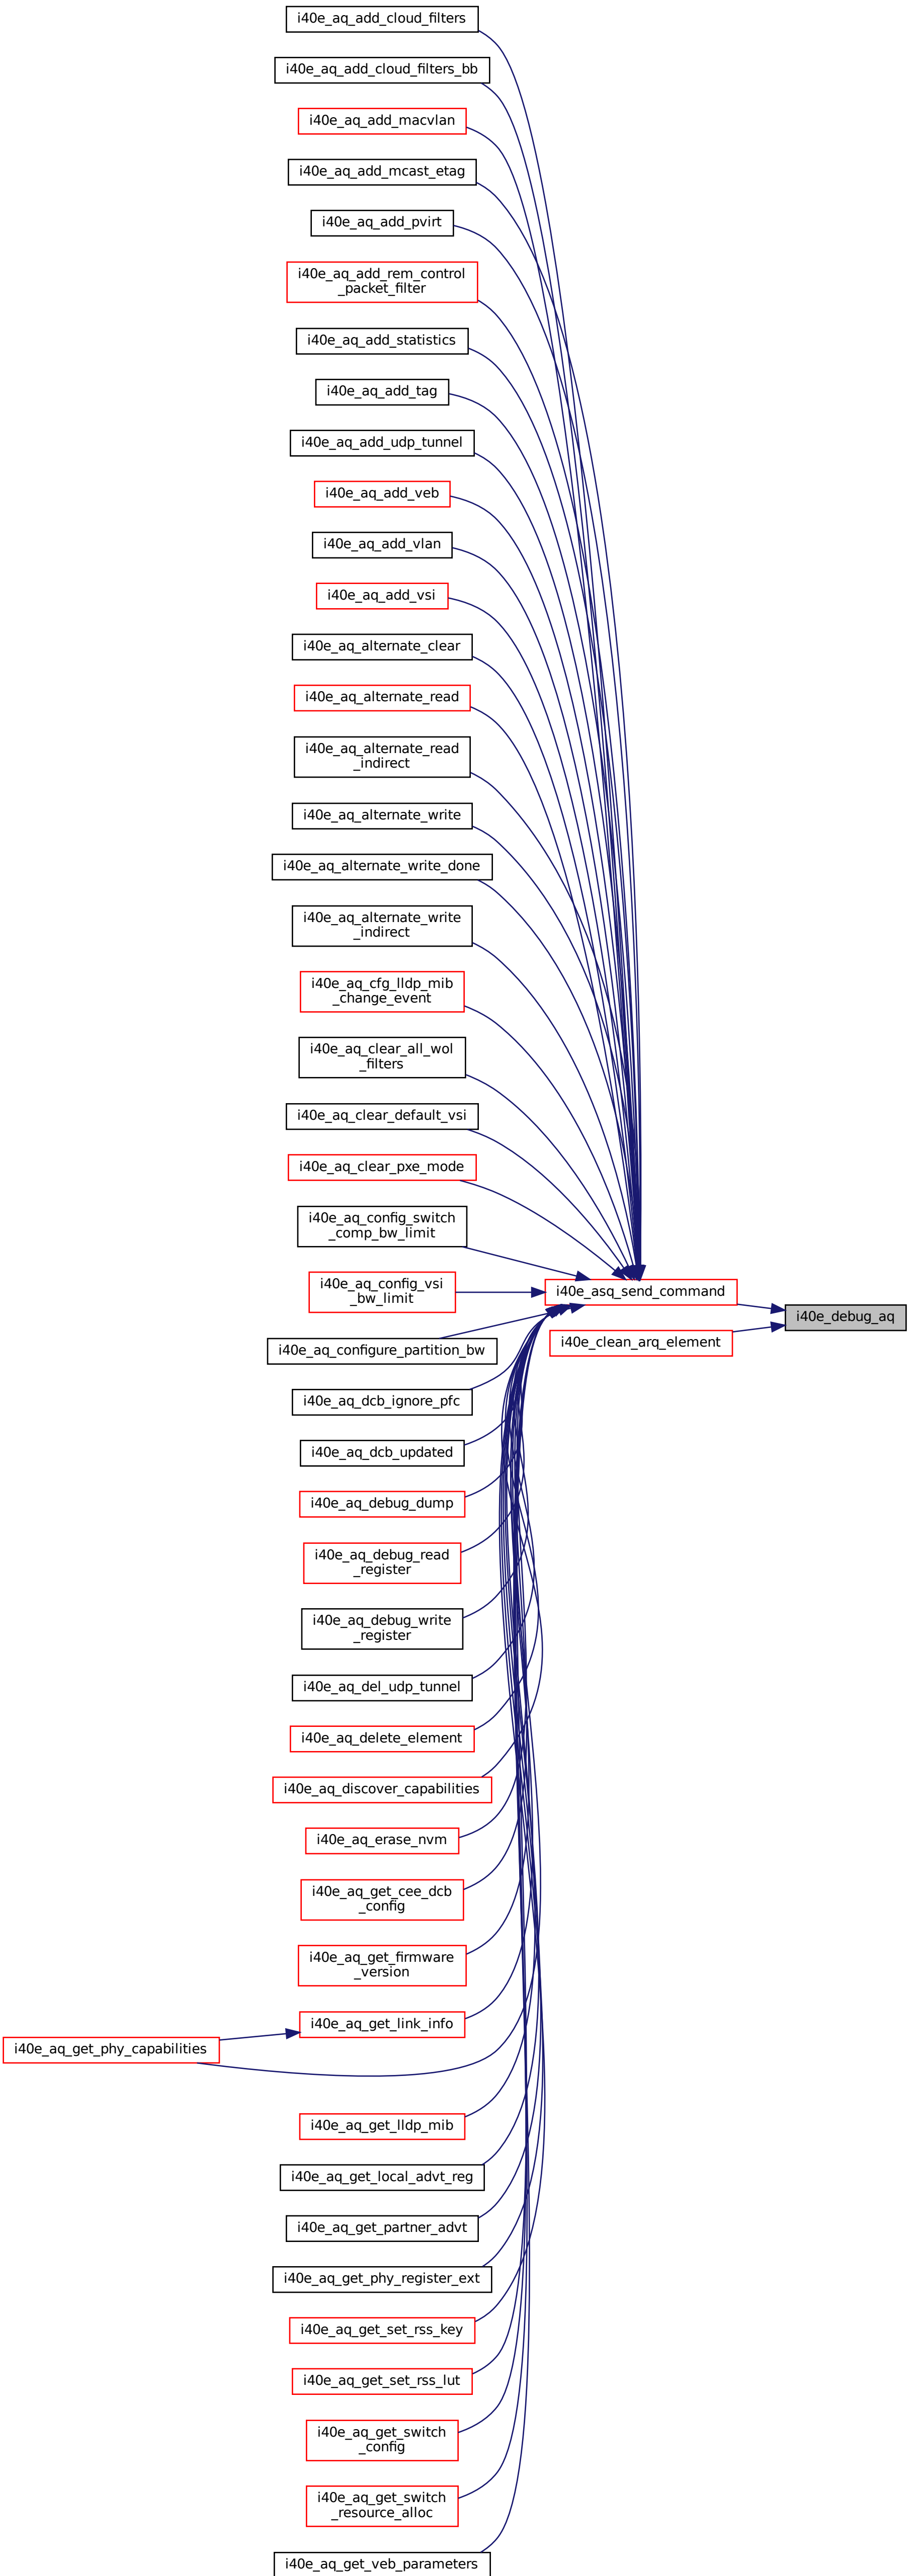 i40e_aq_add_cloud_filters
i40e_aq_add_cloud_filters_bb
i40e_aq_add_macvlan
i40e_aq_add_mcast_etag
i40e_aq_add_pvirt
i40e_aq_add_rem_control
_packet_filter
i40e_aq_add_statistics
i40e_aq_add_tag
i40e_aq_add_udp_tunnel
i40e_aq_add_veb
i40e_aq_add_vlan
i40e_aq_add_vsi
i40e_aq_alternate_clear
i40e_aq_alternate_read
i40e_aq_alternate_read
_indirect
i40e_aq_alternate_write
i40e_aq_alternate_write_done
i40e_aq_alternate_write
_indirect
i40e_aq_cfg_lldp_mib
_change_event
i40e_aq_clear_all_wol
_filters
i40e_aq_clear_default_vsi
i40e_aq_clear_pxe_mode
i40e_aq_config_switch
_comp_bw_limit
i40e_aq_config_vsi
_bw_limit
i40e_asq_send_command
i40e_debug_aq
i40e_clean_arq_element
i40e_aq_configure_partition_bw
i40e_aq_dcb_ignore_pfc
i40e_aq_dcb_updated
i40e_aq_debug_dump
i40e_aq_debug_read
_register
i40e_aq_debug_write
_register
i40e_aq_del_udp_tunnel
i40e_aq_delete_element
i40e_aq_discover_capabilities
i40e_aq_erase_nvm
i40e_aq_get_cee_dcb
_config
i40e_aq_get_firmware
_version
i40e_aq_get_link_info
i40e_aq_get_phy_capabilities
i40e_aq_get_lldp_mib
i40e_aq_get_local_advt_reg
i40e_aq_get_partner_advt
i40e_aq_get_phy_register_ext
i40e_aq_get_set_rss_key
i40e_aq_get_set_rss_lut
i40e_aq_get_switch
_config
i40e_aq_get_switch
_resource_alloc
i40e_aq_get_veb_parameters